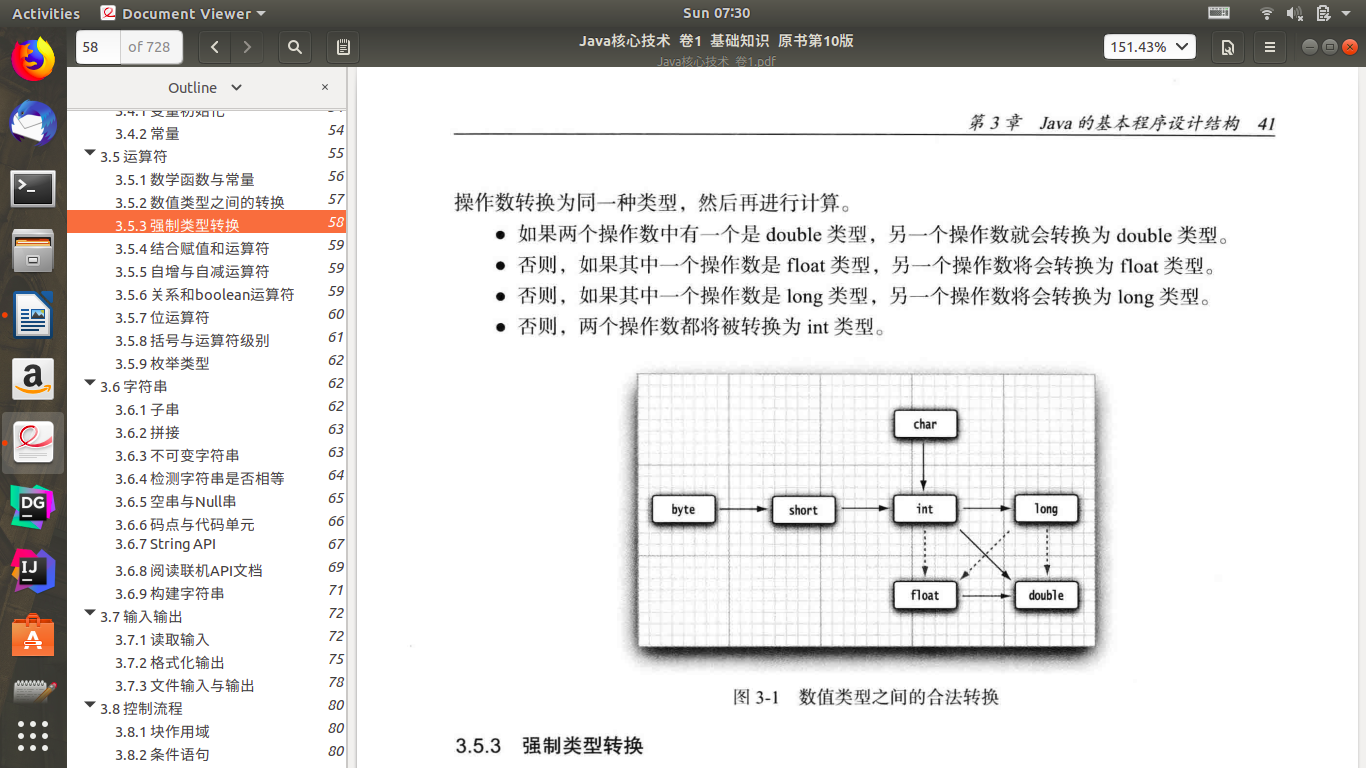 Activities
Document Viewer
Sun 07:30
58
of 728
Java核心技术 卷1 基础知识 原书第10版
Java核心技术 卷1.pdf
151.43%
Outline
3.4.1 变量初始化
3.4.2 常量 54
3.5 运算符 55
3.5.1 数学函数与常量 56
3.5.2 数值类型之间的转换 57
3.5.3 强制类型转换 58
3.5.4 结合赋值和运算符 59
3.5.5 自增与自减运算符 59
3.5.6 关系和boolean运算符 59
3.5.7 位运算符 60
3.5.8 括号与运算符级别 61
3.5.9 枚举类型 62
3.6 字符串 62
3.6.1 子串 62
3.6.2 拼接 63
3.6.3 不可变字符串 63
3.6.4 检测字符串是否相等 64
3.6.5 空串与Null串 65
3.6.6 码点与代码单元 66
3.6.7 String API 67
3.6.8 阅读联机API文档 69
3.6.9 构建字符串 71
3.7 输入输出 72
3.7.1 读取输入 72
3.7.2 格式化输出 75
3.7.3 文件输入与输出 78
3.8 控制流程 80
3.8.1 块作用域 80
3.8.2 条件语句 80
第 3 章 Java 的基本程序设计结构 41
操作数转换为同一种类型，然后再进行计算。
● 如果两个操作数中有一个是 double 类型，另一个操作数就会转换为 double 类型。
● 否则，如果其中一个操作数是 float 类型，另一个操作数将会转换为 float 类型。
● 否则，如果其中一个操作数是 long 类型，另一个操作数将会转换为 long 类型。
● 否则，两个操作数都将被转换为 int 类型。
char
byte
short
int
long
float
double
图 3-1 数值类型之间的合法转换
3.5.3 强制类型转换
a
DG
IJ
A